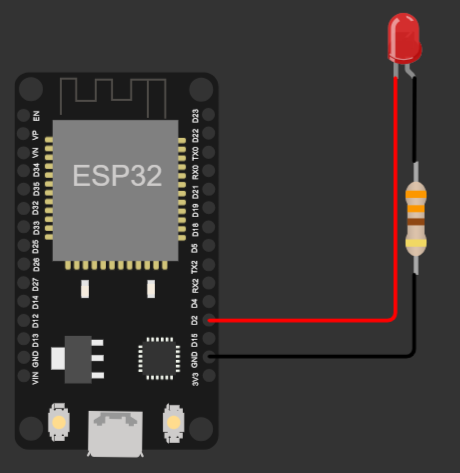 EN
VP
VN
D34
D35
D32
D33
D25
D26
D27
D14
D12
D13
GND
VIN
ESP32
D23
D22
TX0
RX0
D21
D19
D18
D5
TX2
RX2
D4
D2
D15
GND
3V3